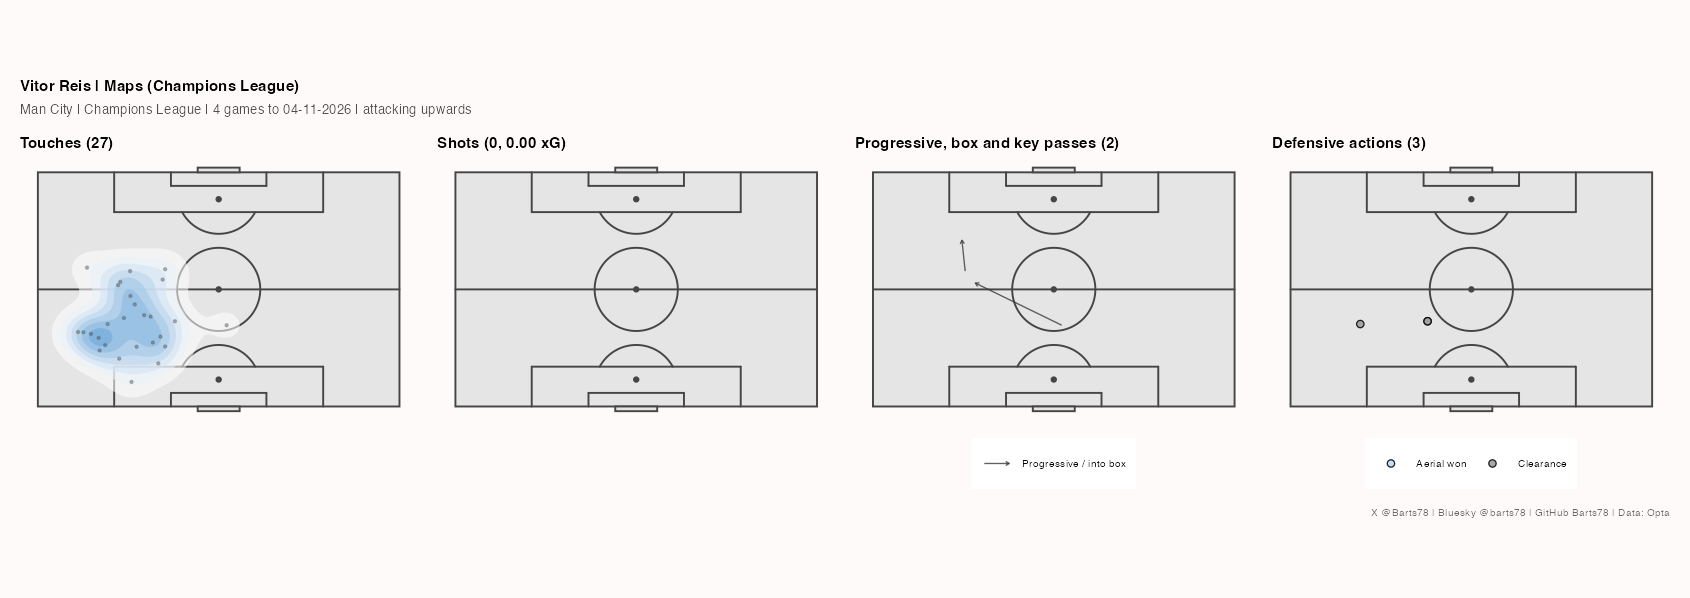 Vitor Reis | Maps (Champions League)
Man City | Champions League | 4 games to 04-11-2026 | attacking upwards
Touches (27)
Shots (0, 0.00 xG)
Progressive, box and key passes (2)
Defensive actions (3)
Progressive / into box
Aerial won
Clearance
X @Barts78 | Bluesky @barts78 | GitHub Barts78 | Data: Opta